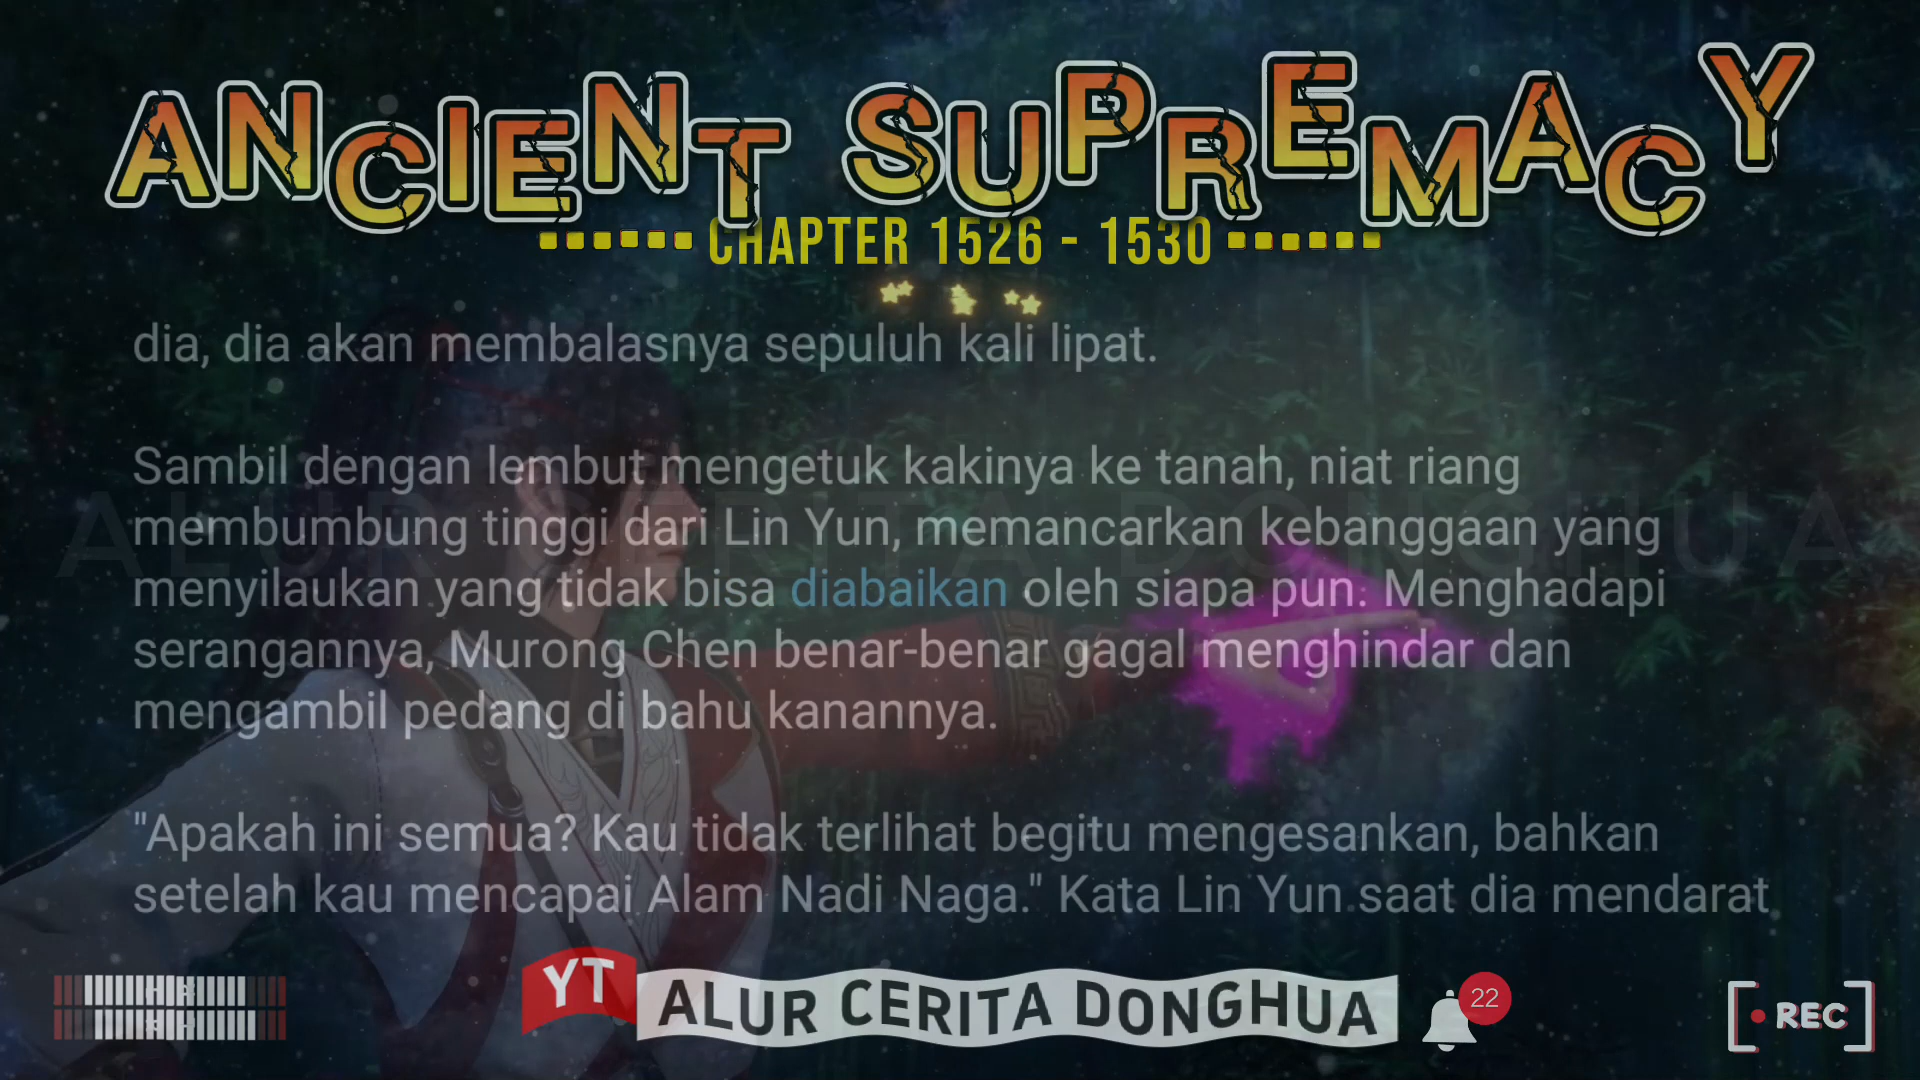 ANCIENT SUPREMACY
CHAPTER 1526 - 1530
dia, dia akan membalasnya sepuluh kali lipat.
Sambil dengan lembut mengetuk kakinya ke tanah, niat riang
membumbung tinggi dari Lin Yun, memancarkan kebanggaan yang
menyilaukan yang tidak bisa diabaikan oleh siapa pun. Menghadapi
serangannya, Murong Chen benar-benar gagal menghindar dan
mengambil pedang di bahu kanannya.
"Apakah ini semua? Kau tidak terlihat begitu mengesankan, bahkan
setelah kau mencapai Alam Nadi Naga." Kata Lin Yun saat dia mendarat
ALUR CERITA DONGHUA
YT ALUR CERITA DONGHUA
22
REC